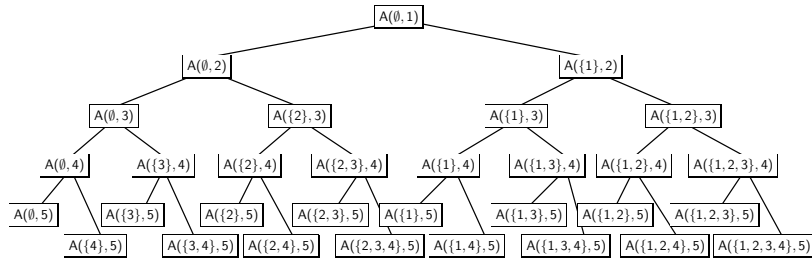 A(∅, 1)
A(∅, 2) A({1}, 2)
A(∅, 3) A({2}, 3) A({1}, 3) A({1, 2}, 3)
A(∅, 4) A({3}, 4) A({2}, 4) A({2, 3}, 4) A({1}, 4) A({1, 3}, 4) A({1, 2}, 4) A({1, 2, 3}, 4)
A(∅, 5) A({3}, 5) A({2}, 5) A({2, 3}, 5) A({1}, 5) A({1, 3}, 5) A({1, 2}, 5) A({1, 2, 3}, 5)
A({4}, 5) A({3, 4}, 5) A({2, 4}, 5) A({2, 3, 4}, 5) A({1, 4}, 5) A({1, 3, 4}, 5) A({1, 2, 4}, 5) A({1, 2, 3, 4}, 5)